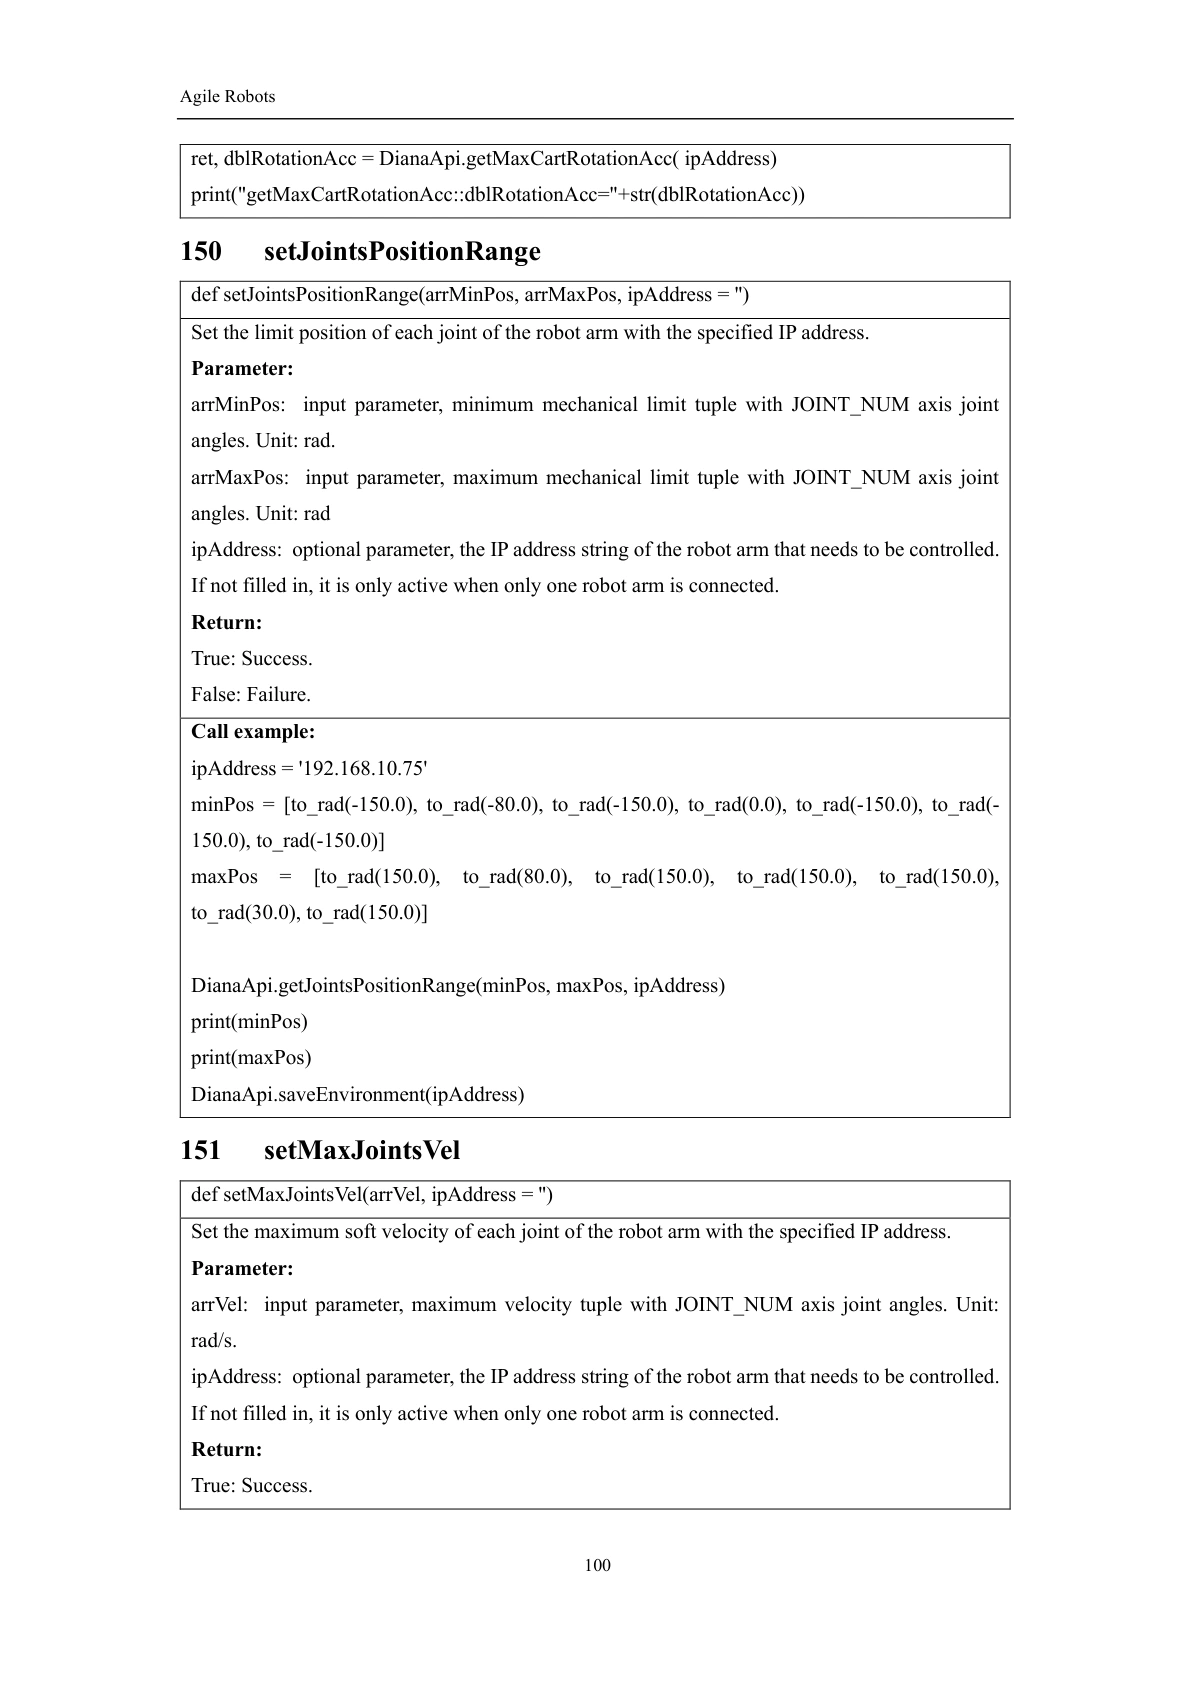 Agile Robots
ret, dblRotationAcc = DianaApi.getMaxCartRotationAcc( ipAddress)
print("getMaxCartRotationAcc::dblRotationAcc="+str(dblRotationAcc))
150 setJointsPositionRange
def setJointsPositionRange(arrMinPos, arrMaxPos, ipAddress = '')
Set the limit position of each joint of the robot arm with the specified IP address.
Parameter:
arrMinPos: input parameter, minimum mechanical limit tuple with JOINT_NUM axis joint
angles. Unit: rad.
arrMaxPos: input parameter, maximum mechanical limit tuple with JOINT_NUM axis joint
angles. Unit: rad
ipAddress: optional parameter, the IP address string of the robot arm that needs to be controlled.
If not filled in, it is only active when only one robot arm is connected.
Return:
True: Success.
False: Failure.
Call example:
ipAddress = '192.168.10.75'
minPos = [to_rad(-150.0), to_rad(-80.0), to_rad(-150.0), to_rad(0.0), to_rad(-150.0), to_rad(-
150.0), to_rad(-150.0)]
maxPos = [to_rad(150.0), to_rad(80.0), to_rad(150.0), to_rad(150.0), to_rad(150.0),
to_rad(30.0), to_rad(150.0)]
DianaApi.getJointsPositionRange(minPos, maxPos, ipAddress)
print(minPos)
print(maxPos)
DianaApi.saveEnvironment(ipAddress)
151 setMaxJointsVel
def setMaxJointsVel(arrVel, ipAddress = '')
Set the maximum soft velocity of each joint of the robot arm with the specified IP address.
Parameter:
arrVel: input parameter, maximum velocity tuple with JOINT_NUM axis joint angles. Unit:
rad/s.
ipAddress: optional parameter, the IP address string of the robot arm that needs to be controlled.
If not filled in, it is only active when only one robot arm is connected.
Return:
True: Success.
100